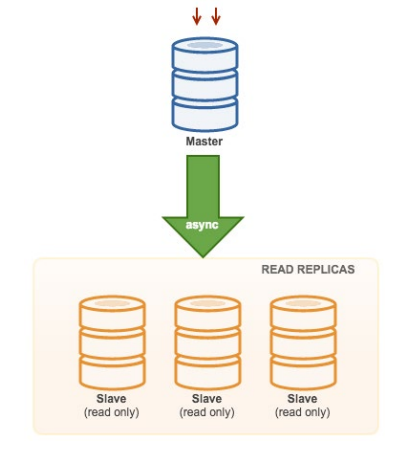 Master
async
READ REPLICAS
Slave
(read only)
Slave
(read only)
Slave
(read only)